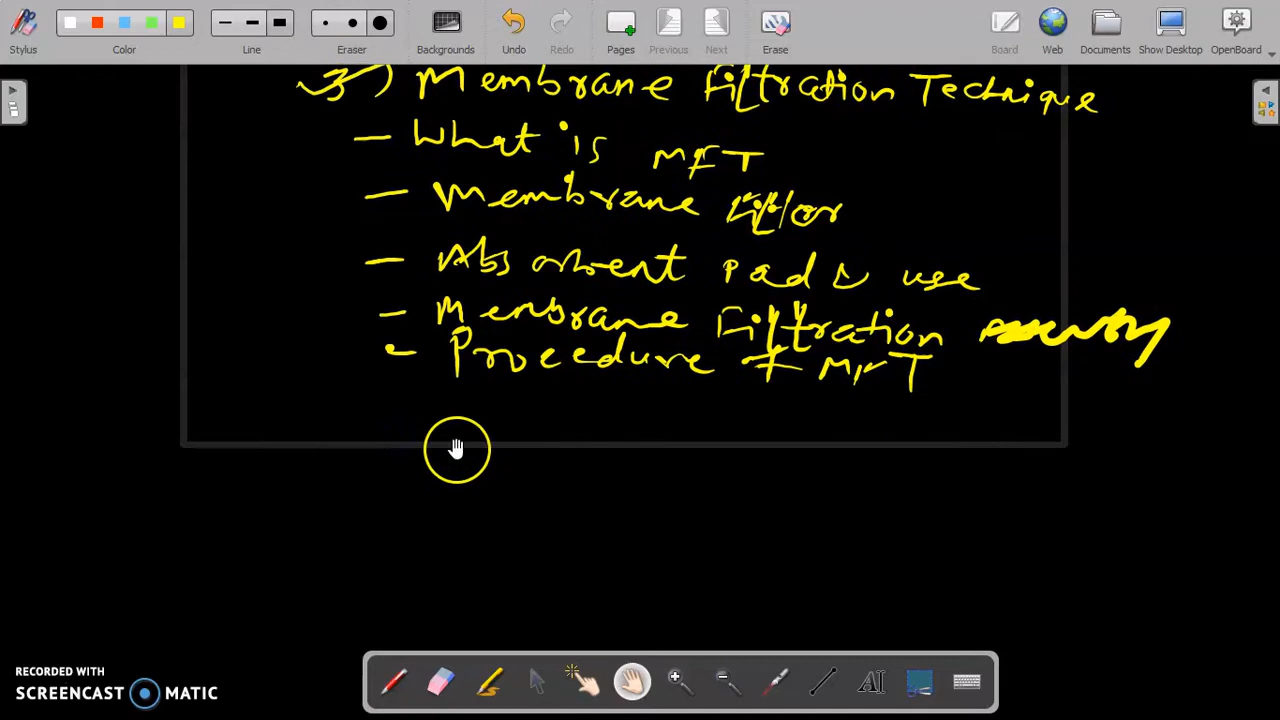 Stylus
Color
Line
Eraser
Backgrounds
Undo
Redo
Pages
Previous
Next
Erase
Board
Web
Documents
Show Desktop
OpenBoard
3) Membrane Filtration Technique
- What is MFT
- Membrane Filter
- Absorbent Pad & use
- Membrane Filtration
- Procedure of MFT
RECORDED WITH
SCREENCAST MATIC